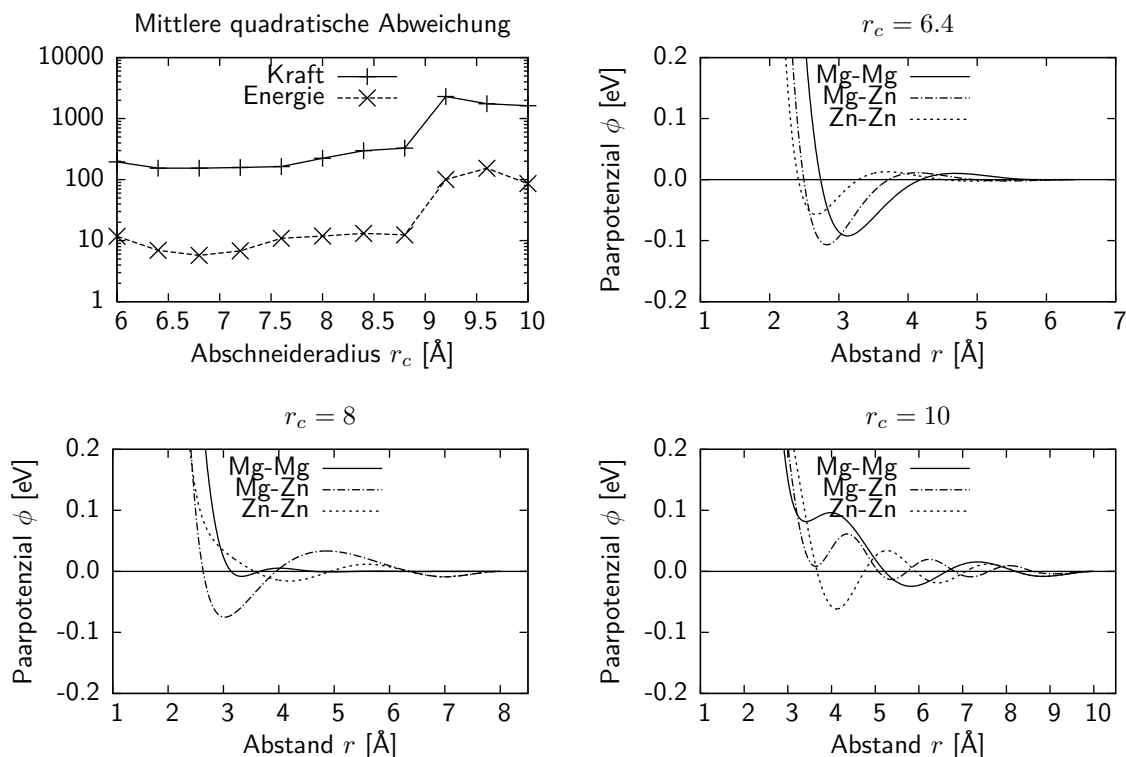 Mittlere quadratische Abweichung
10000
1000
100
10
1
Kraft
Energie
6 6.5 7 7.5 8 8.5 9 9.5 10
Abschneideradius r_c [Å]
r_c = 6.4
Paarpotenzial ϕ [eV]
0.2
0.1
0.0
-0.1
-0.2
Mg-Mg
Mg-Zn
Zn-Zn
1 2 3 4 5 6 7
Abstand r [Å]
r_c = 8
Paarpotenzial ϕ [eV]
0.2
0.1
0.0
-0.1
-0.2
Mg-Mg
Mg-Zn
Zn-Zn
1 2 3 4 5 6 7 8
Abstand r [Å]
r_c = 10
Paarpotenzial ϕ [eV]
0.2
0.1
0.0
-0.1
-0.2
Mg-Mg
Mg-Zn
Zn-Zn
1 2 3 4 5 6 7 8 9 10
Abstand r [Å]